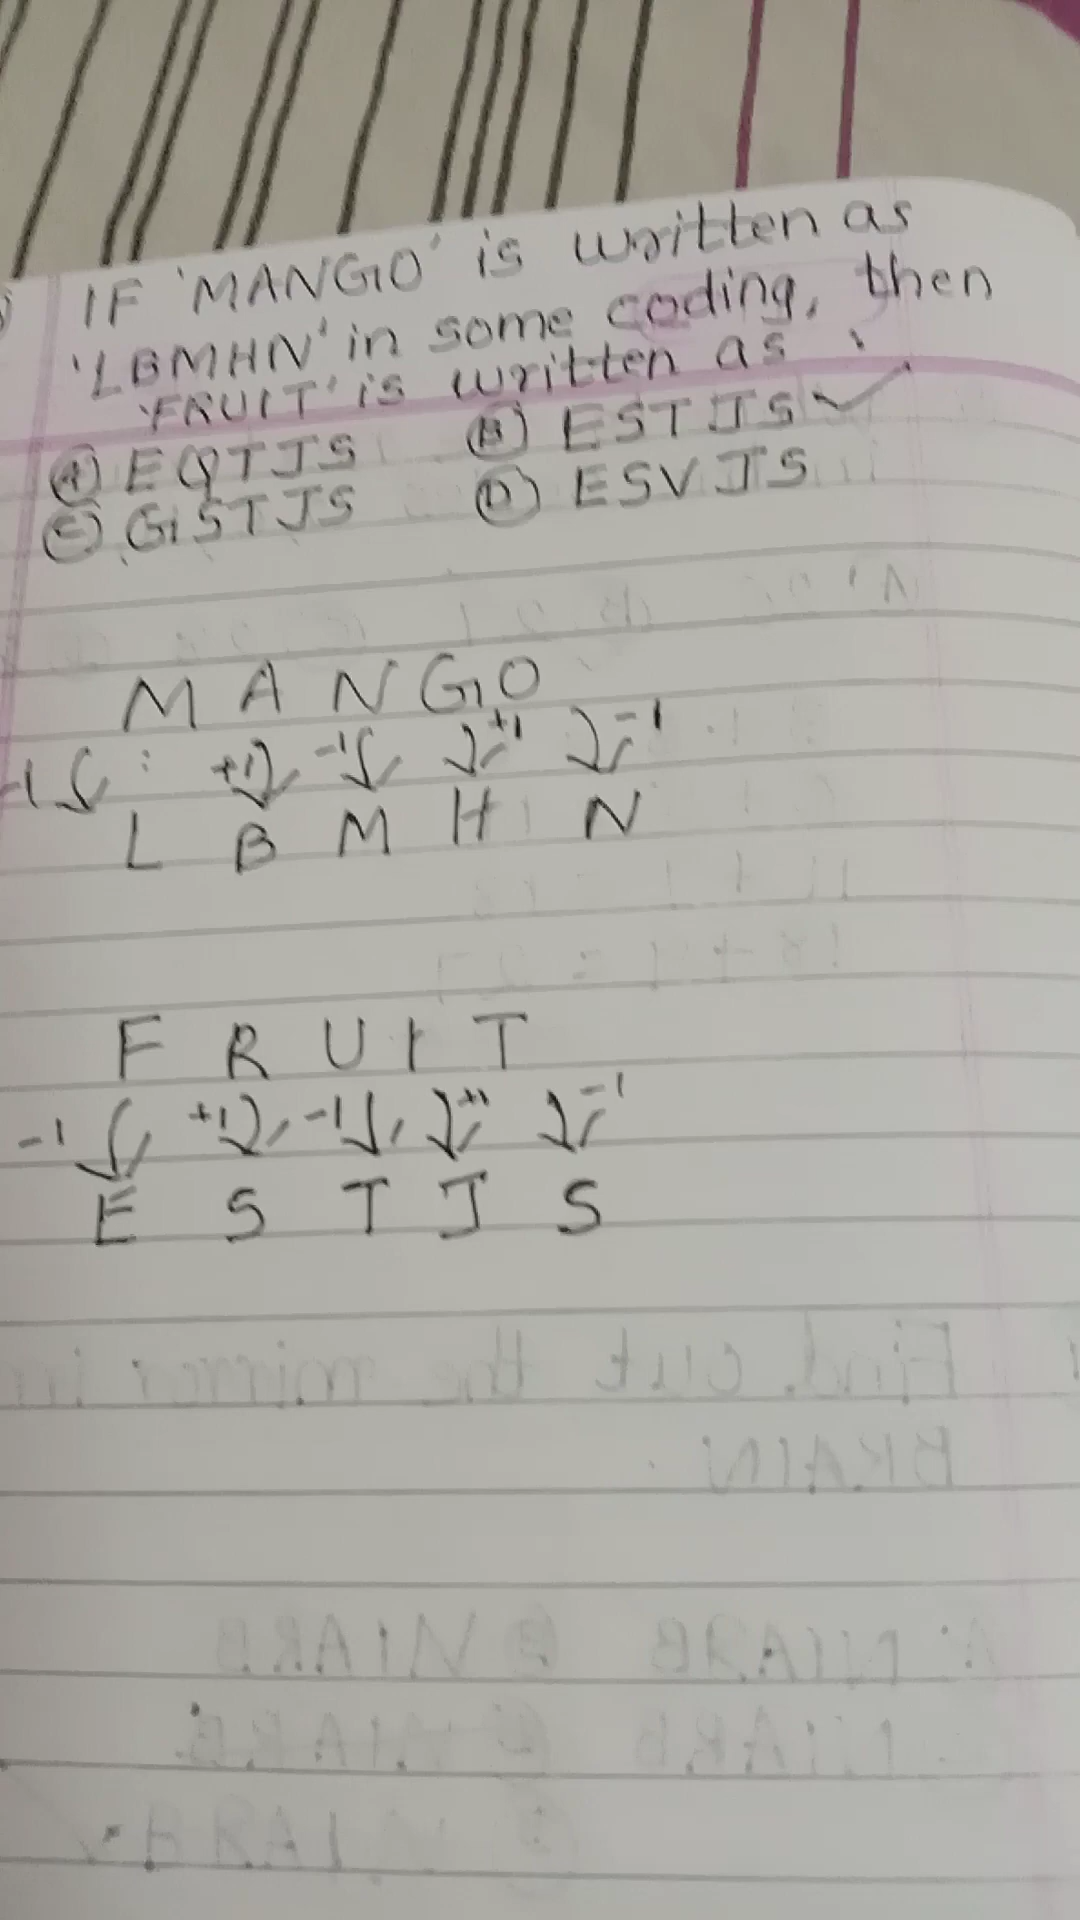 IF 'MANGO' is written as
'LBMHN' in some coding, then
'FRUIT' is written as :
(A) EQTJS (B) ESTJS ✓
(C) GSTJS (D) ESVJS
M A N G O
-1 +1 -1 +1 -1
L B M H N
F R U I T
-1 +1 -1 +1 -1
E S T J S